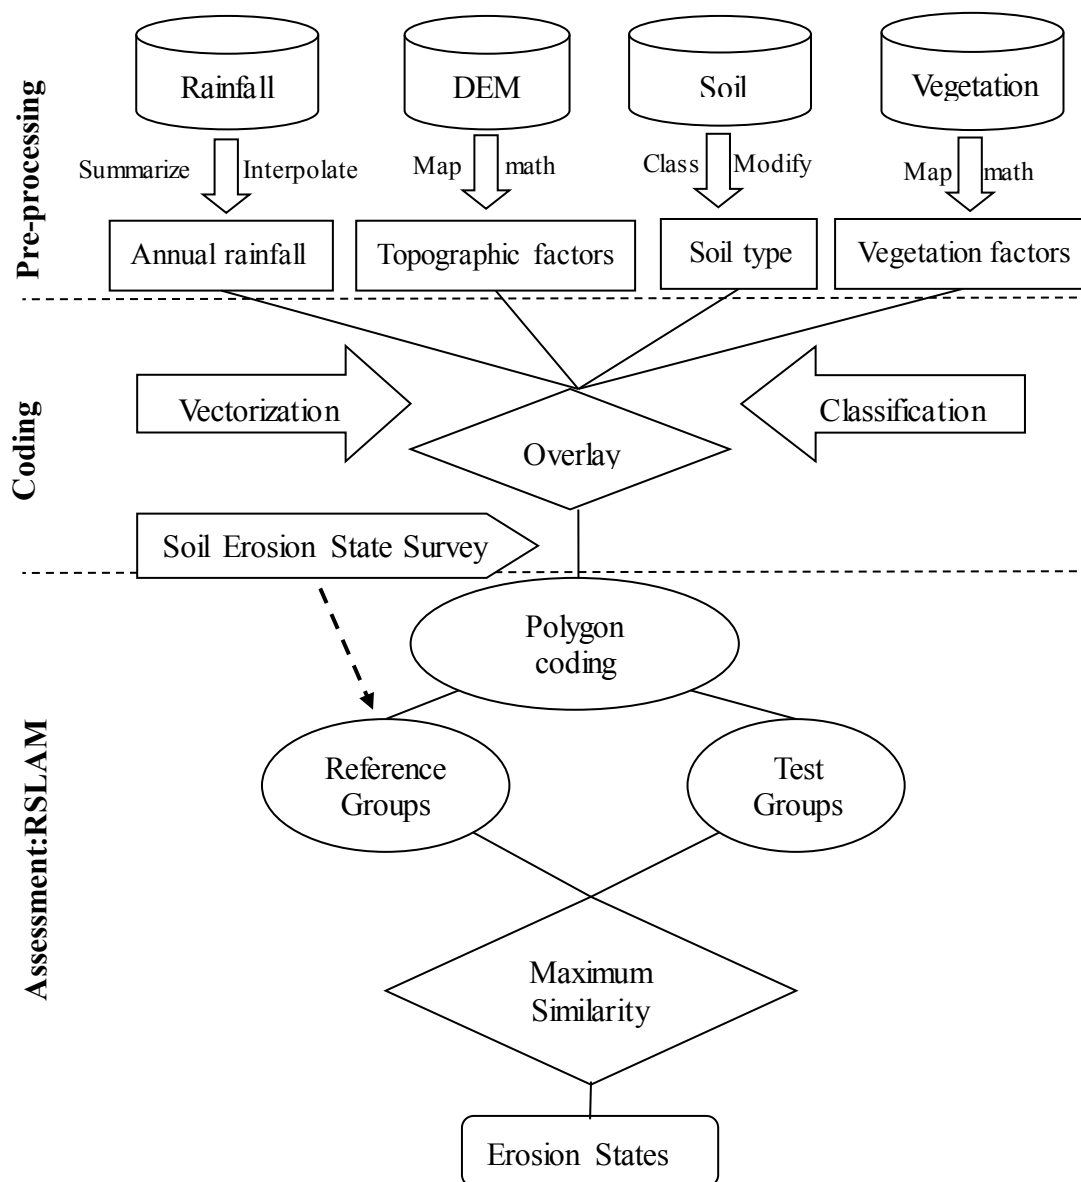 Pre-processing
Rainfall
DEM
Soil
Vegetation
Summarize
Interpolate
Map
math
Class
Modify
Map
math
Annual rainfall
Topographic factors
Soil type
Vegetation factors
Coding
Vectorization
Classification
Overlay
Soil Erosion State Survey
Assessment:RSLAM
Polygon
coding
Reference
Groups
Test
Groups
Maximum
Similarity
Erosion States